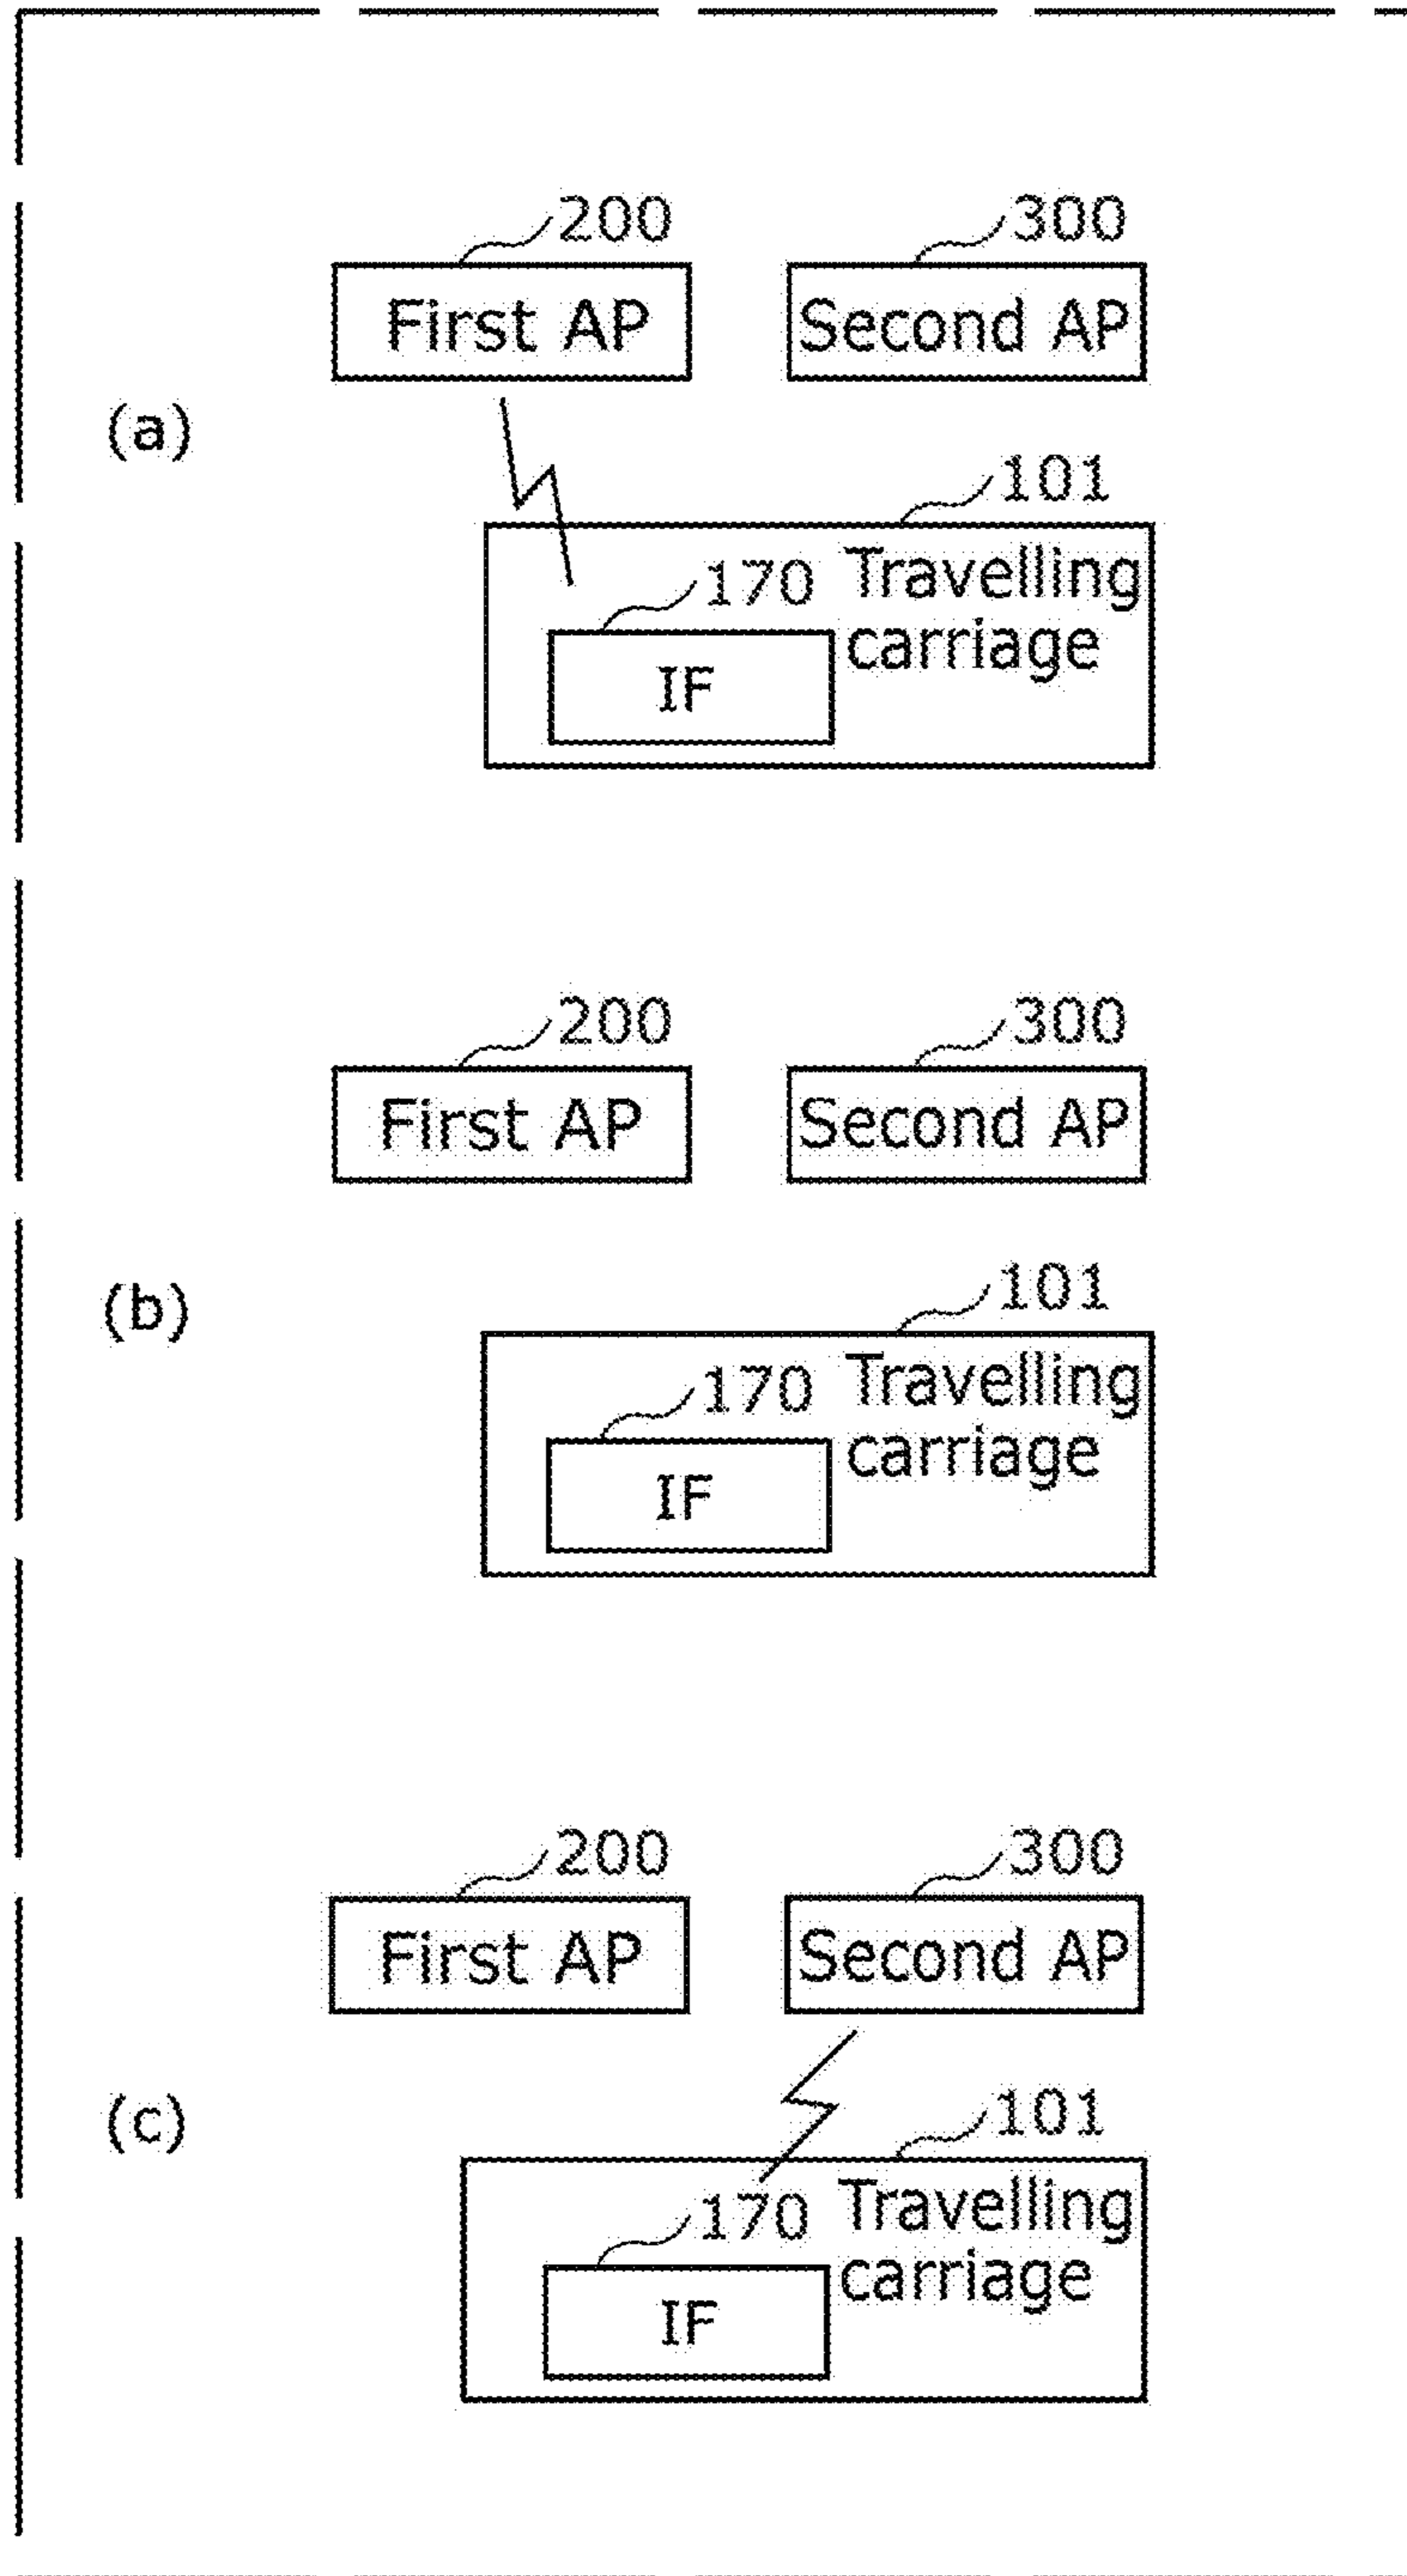 200 300
First AP Second AP
(a)
101
170 Travelling
carriage
IF
200 300
First AP Second AP
(b)
101
170 Travelling
carriage
IF
200 300
First AP Second AP
(c)
101
170 Travelling
carriage
IF